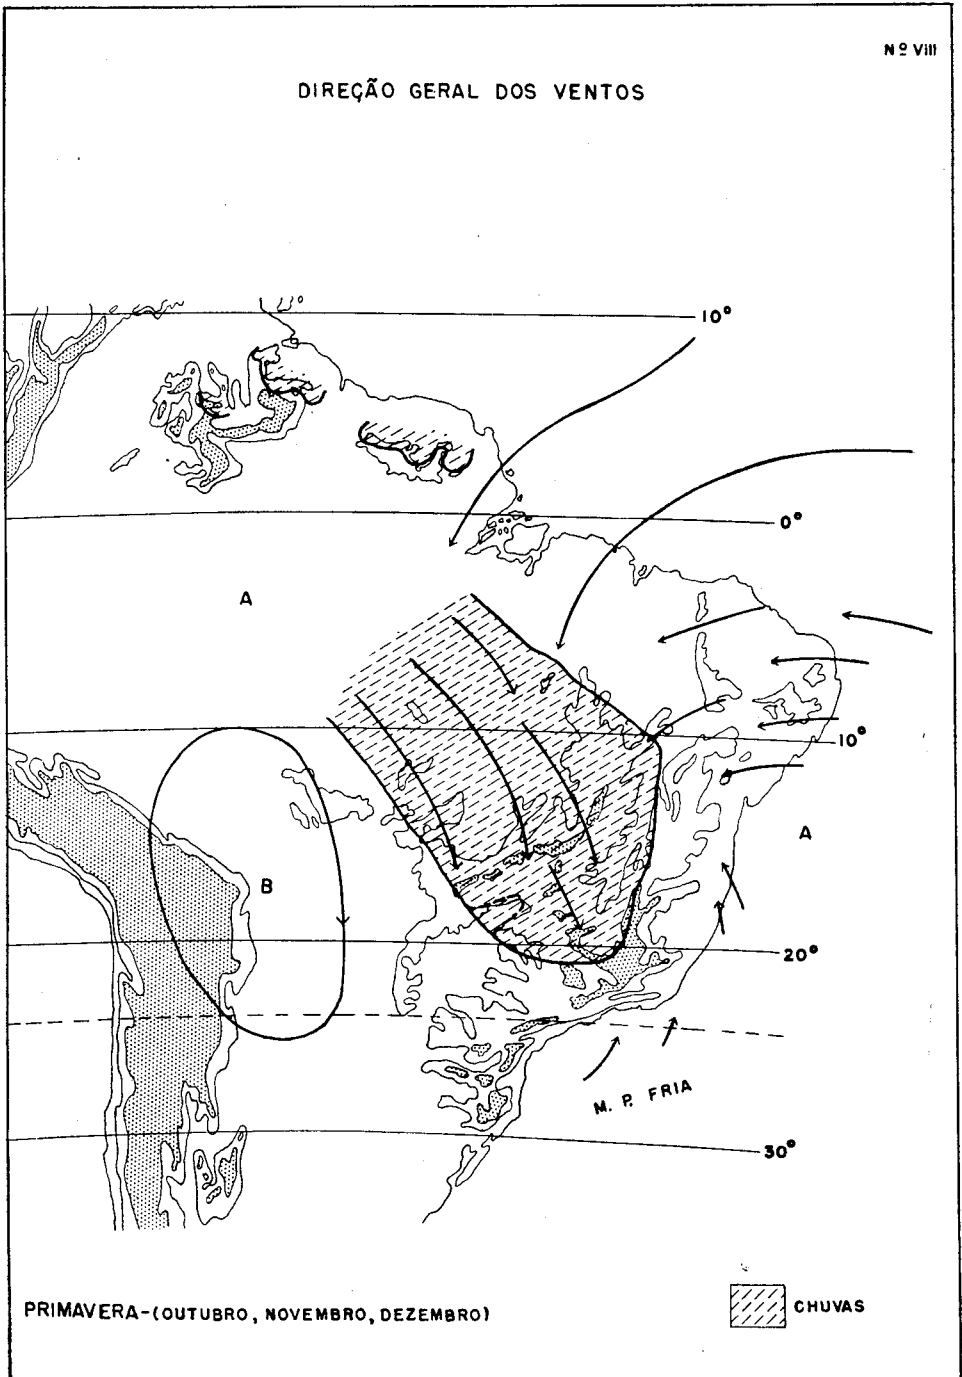 Nº VIII
DIREÇÃO GERAL DOS VENTOS
10°
0°
A
10°
A
B
20°
M. P. FRIA
30°
PRIMAVERA-(OUTUBRO, NOVEMBRO, DEZEMBRO)
CHUVAS